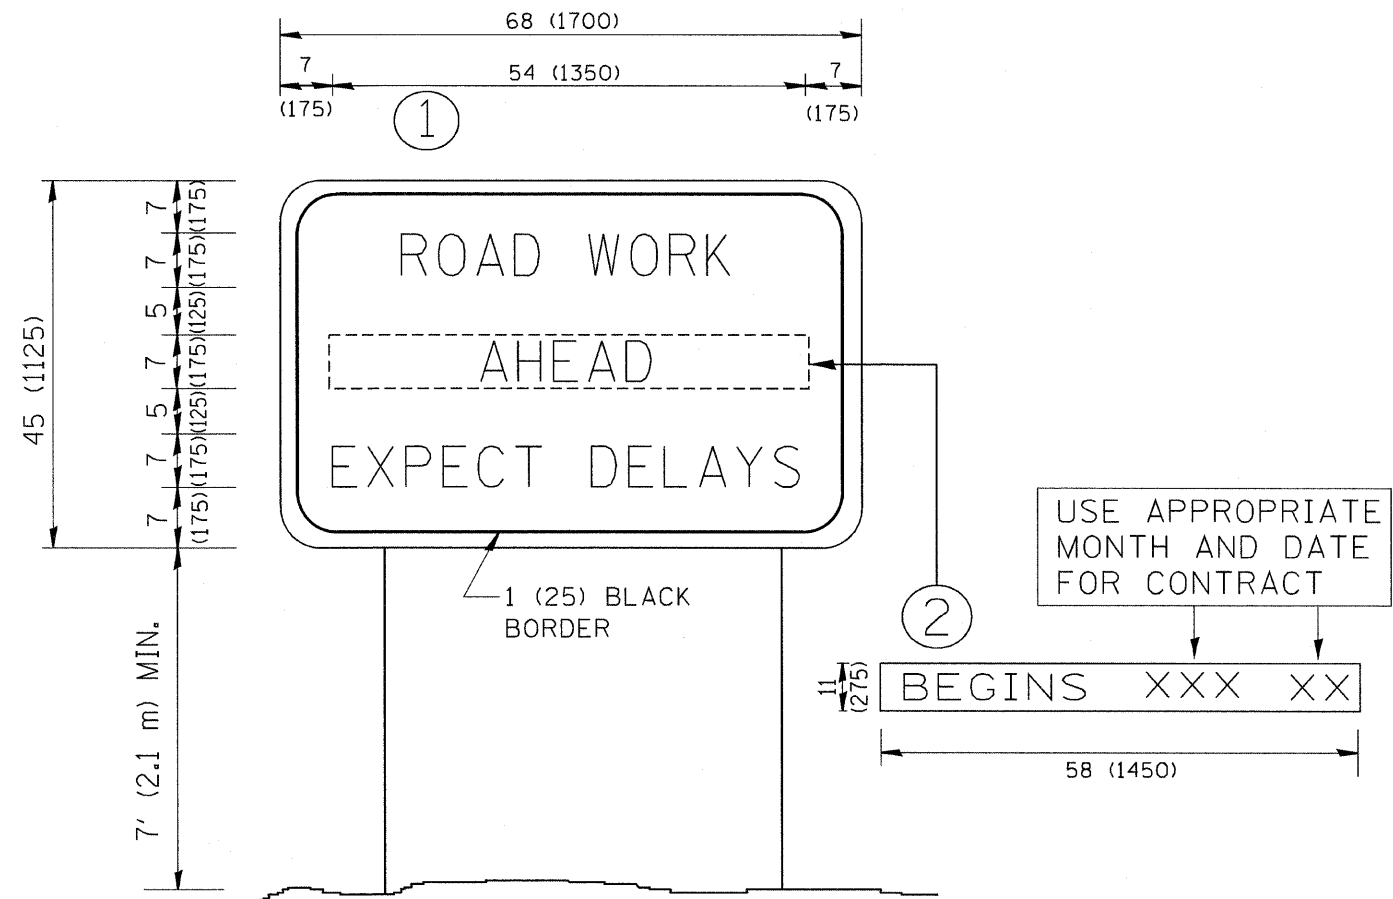 68 (1700)
7 54 (1350) 7
(175) (175)
1
45 (1125)
7 (175)
7 (175)
5 (125)
7 (175)
5 (125)
7 (175)
7 (175)
ROAD WORK
AHEAD
EXPECT DELAYS
1 (25) BLACK
BORDER
7' (2.1 m) MIN.
USE APPROPRIATE
MONTH AND DATE
FOR CONTRACT
2
11 (275)
BEGINS XXX XX
58 (1450)